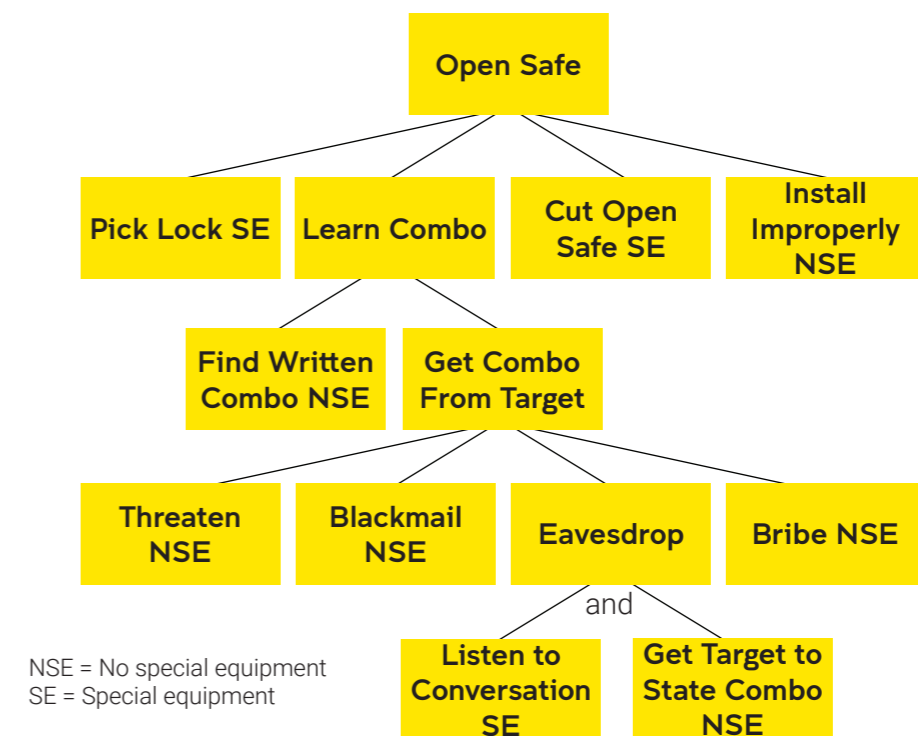 Open Safe
Pick Lock SE
Learn Combo
Cut Open
Safe SE
Install
Improperly
NSE
Find Written
Combo NSE
Get Combo
From Target
Threaten
NSE
Blackmail
NSE
Eavesdrop
Bribe NSE
and
Listen to
Conversation
SE
Get Target to
State Combo
NSE
NSE = No special equipment
SE = Special equipment